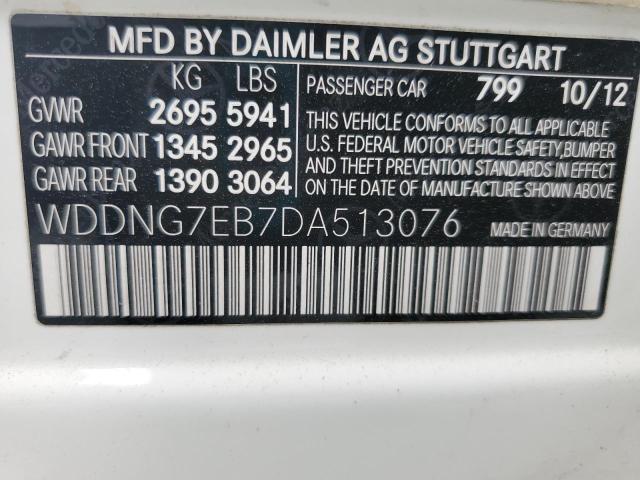 MFD BY DAIMLER AG STUTTGART
KG LBS
GVWR 2695 5941
GAWR FRONT 1345 2965
GAWR REAR 1390 3064
PASSENGER CAR 799 10/12
THIS VEHICLE CONFORMS TO ALL APPLICABLE
U.S. FEDERAL MOTOR VEHICLE SAFETY,BUMPER
AND THEFT PREVENTION STANDARDS IN EFFECT
ON THE DATE OF MANUFACTURE SHOWN ABOVE.
WDDNG7EB7DA513076 MADE IN GERMANY